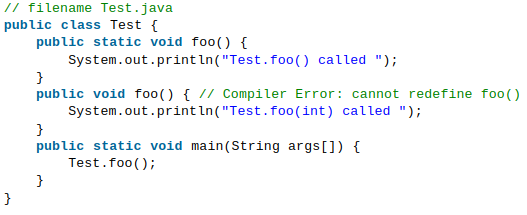 // filename Test.java
public class Test {
    public static void foo() {
        System.out.println("Test.foo() called ");
    }
    public void foo() { // Compiler Error: cannot redefine foo()
        System.out.println("Test.foo(int) called ");
    }
    public static void main(String args[]) {
        Test.foo();
    }
}